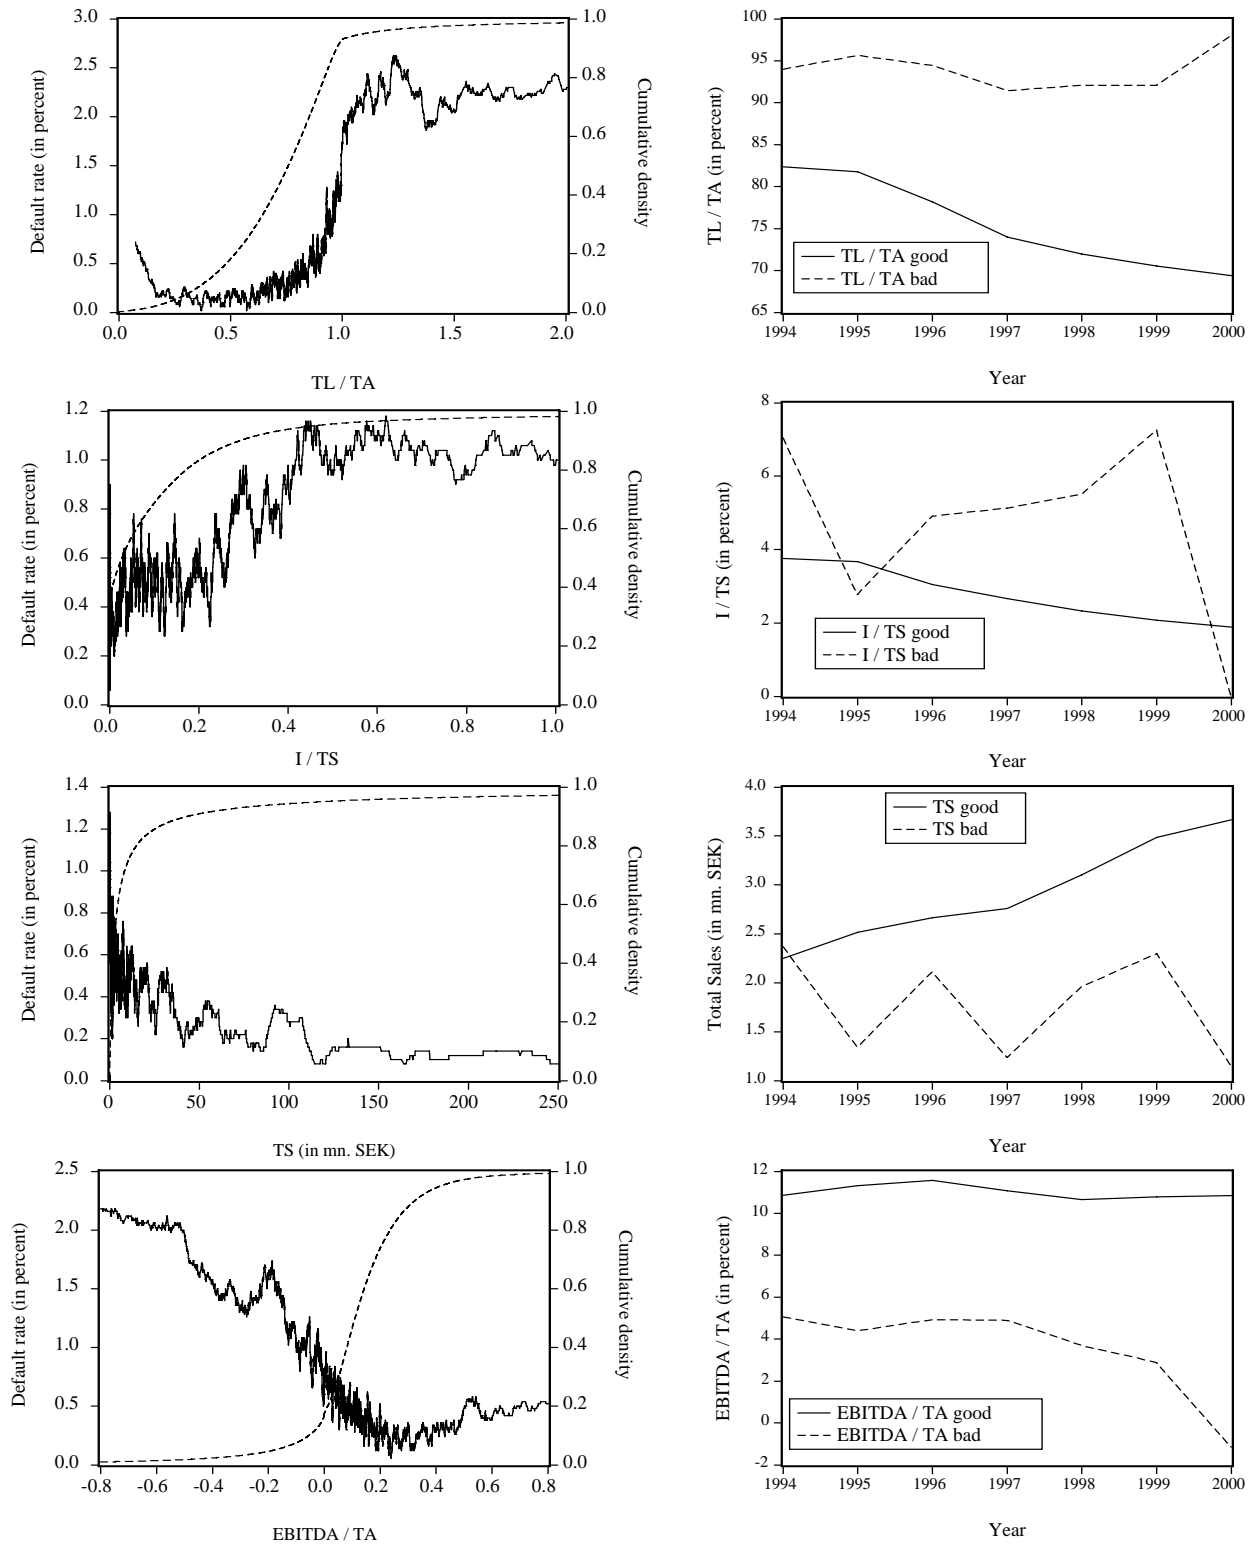 3.0
2.5
2.0
1.5
1.0
0.5
0.0
Default rate (in percent)
1.0
0.8
0.6
0.4
0.2
0.0
Cumulative density
0.0 0.5 1.0 1.5 2.0
TL / TA
100
95
90
85
80
75
70
65
TL / TA (in percent)
TL / TA good
TL / TA bad
1994 1995 1996 1997 1998 1999 2000
Year
1.2
1.0
0.8
0.6
0.4
0.2
0.0
Default rate (in percent)
1.0
0.8
0.6
0.4
0.2
0.0
Cumulative density
0.0 0.2 0.4 0.6 0.8 1.0
I / TS
8
6
4
2
0
I / TS (in percent)
I / TS good
I / TS bad
1994 1995 1996 1997 1998 1999 2000
Year
1.4
1.2
1.0
0.8
0.6
0.4
0.2
0.0
Default rate (in percent)
1.0
0.8
0.6
0.4
0.2
0.0
Cumulative density
0 50 100 150 200 250
TS (in mn. SEK)
4.0
3.5
3.0
2.5
2.0
1.5
1.0
Total Sales (in mn. SEK)
TS good
TS bad
1994 1995 1996 1997 1998 1999 2000
Year
2.5
2.0
1.5
1.0
0.5
0.0
Default rate (in percent)
1.0
0.8
0.6
0.4
0.2
0.0
Cumulative density
-0.8 -0.6 -0.4 -0.2 0.0 0.2 0.4 0.6 0.8
EBITDA / TA
12
10
8
6
4
2
0
-2
EBITDA / TA (in percent)
EBITDA / TA good
EBITDA / TA bad
1994 1995 1996 1997 1998 1999 2000
Year